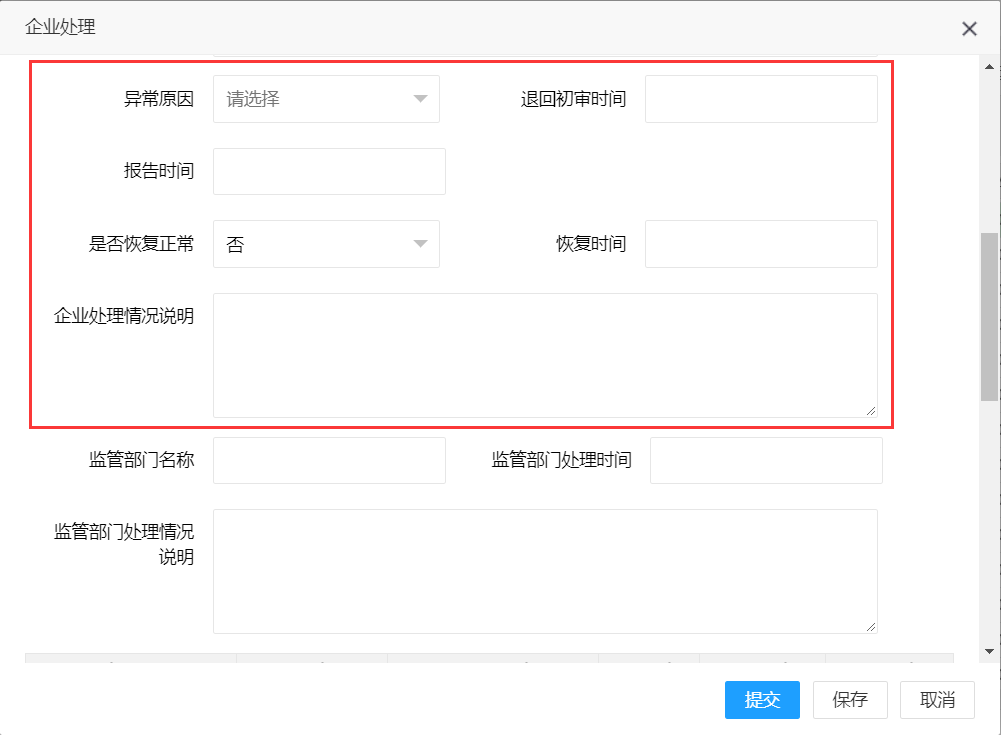 企业处理
异常原因 请选择 退回初审时间
报告时间
是否恢复正常 否 恢复时间
企业处理情况说明
监管部门名称 监管部门处理时间
监管部门处理情况
说明
提交 保存 取消